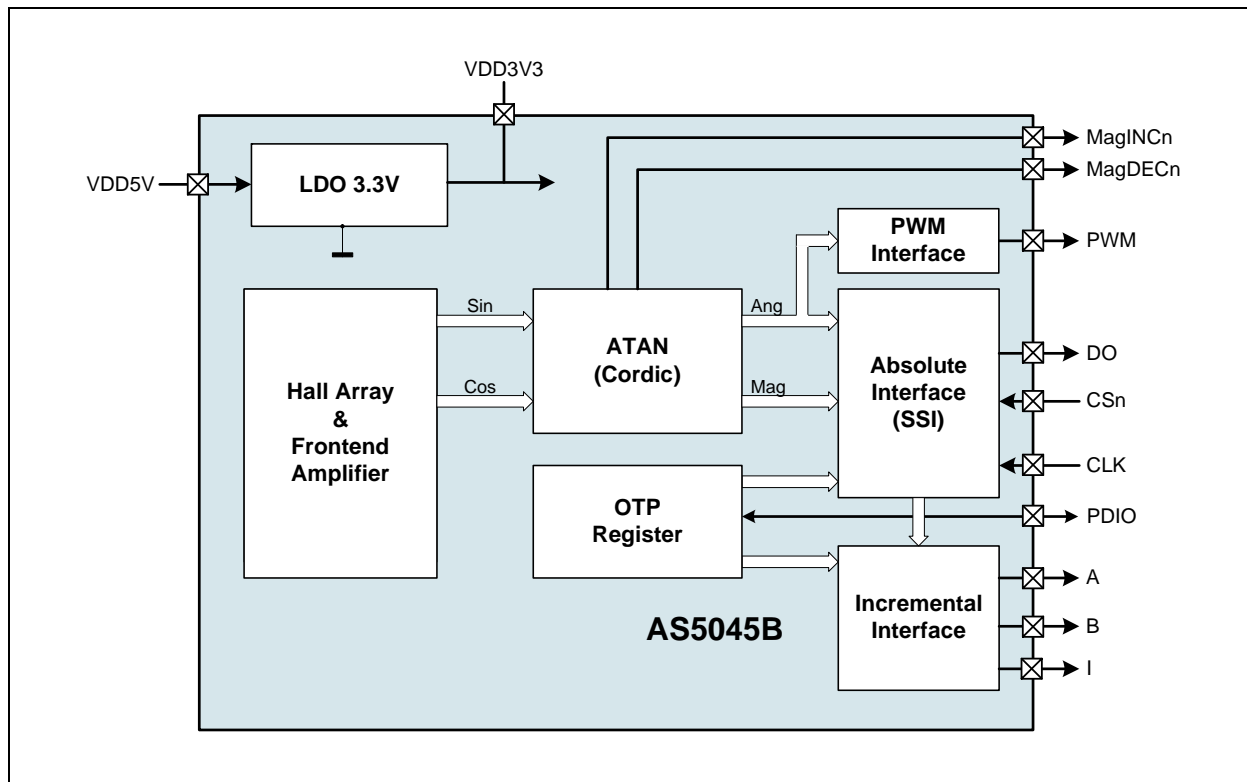 VDD3V3
VDD5V
LDO 3.3V
MagINCn
MagDECn
PWM
Interface
PWM
Hall Array
&
Frontend
Amplifier
Sin
Cos
ATAN
(Cordic)
Ang
Mag
Absolute
Interface
(SSI)
DO
CSn
CLK
OTP
Register
PDIO
Incremental
Interface
A
B
I
AS5045B